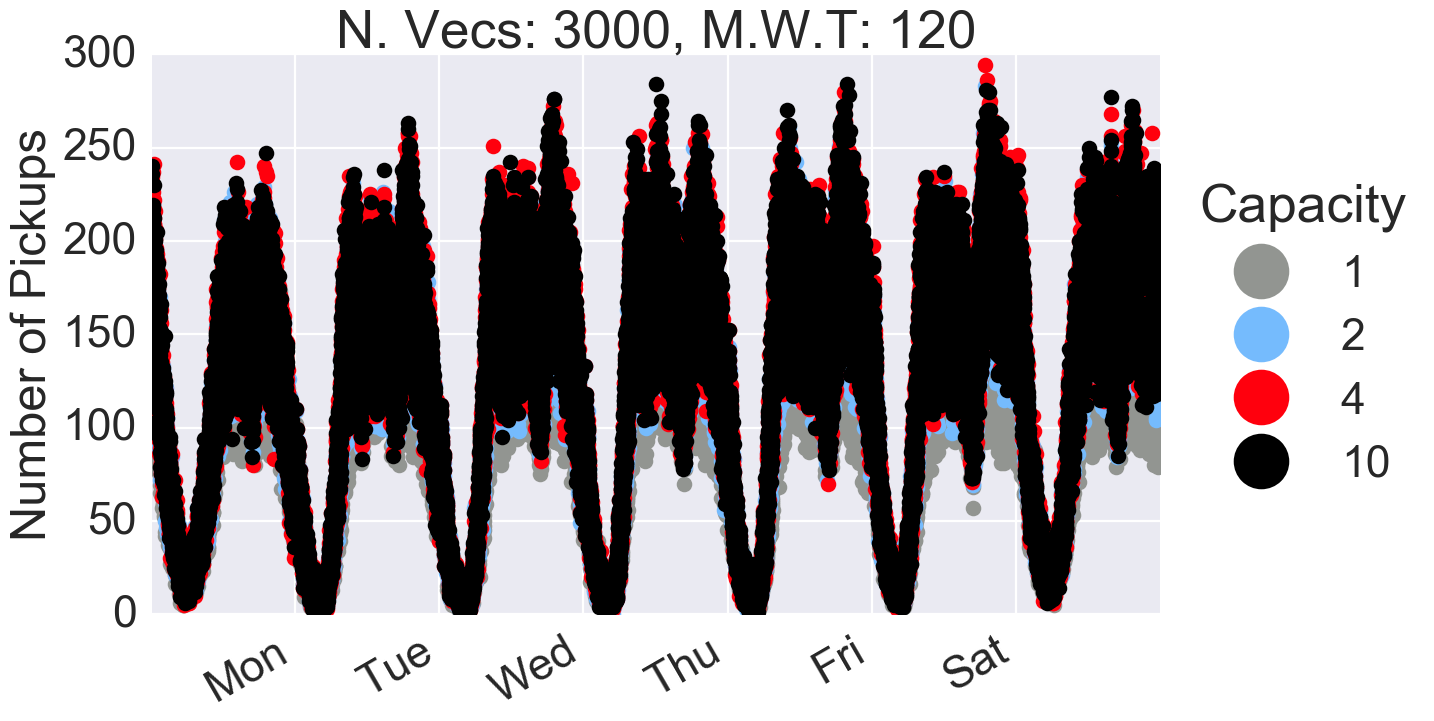 N. Vecs: 3000, M.W.T: 120
Number of Pickups
300
250
200
150
100
50
0
Mon
Tue
Wed
Thu
Fri
Sat
Capacity
1
2
4
10